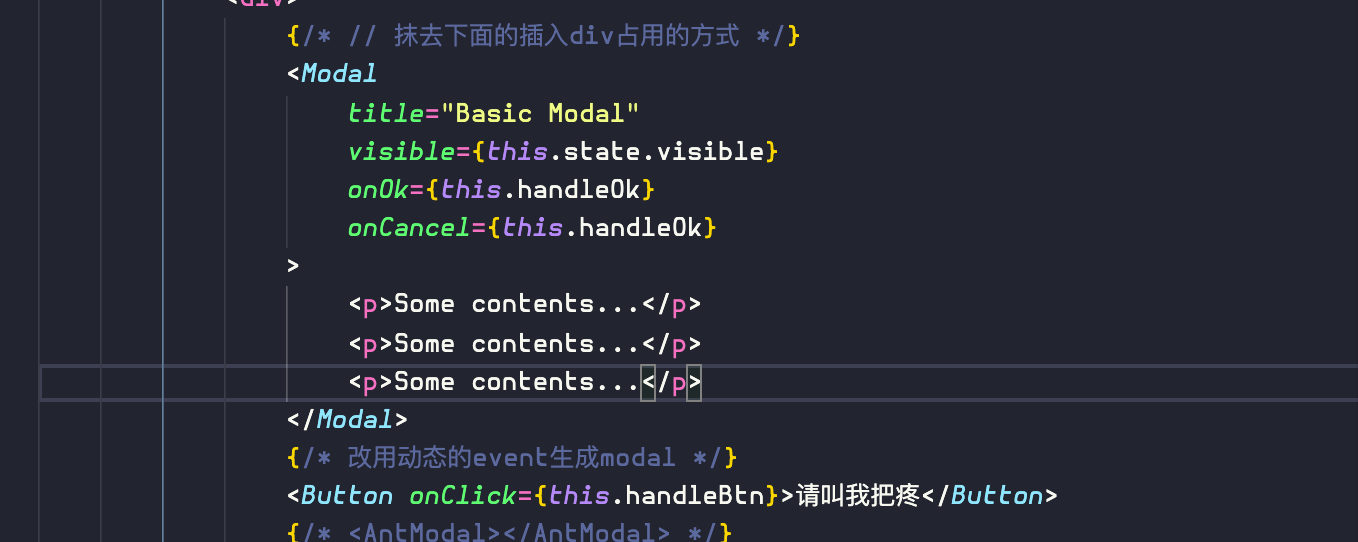 <div>
{/* // 抹去下面的插入div占用的方式 */}
<Modal
title="Basic Modal"
visible={this.state.visible}
onOk={this.handleOk}
onCancel={this.handleOk}
>
<p>Some contents...</p>
<p>Some contents...</p>
<p>Some contents...</p>
</Modal>
{/* 改用动态的event生成modal */}
<Button onClick={this.handleBtn}>请叫我把疼</Button>
{/* <AntModal></AntModal> */}